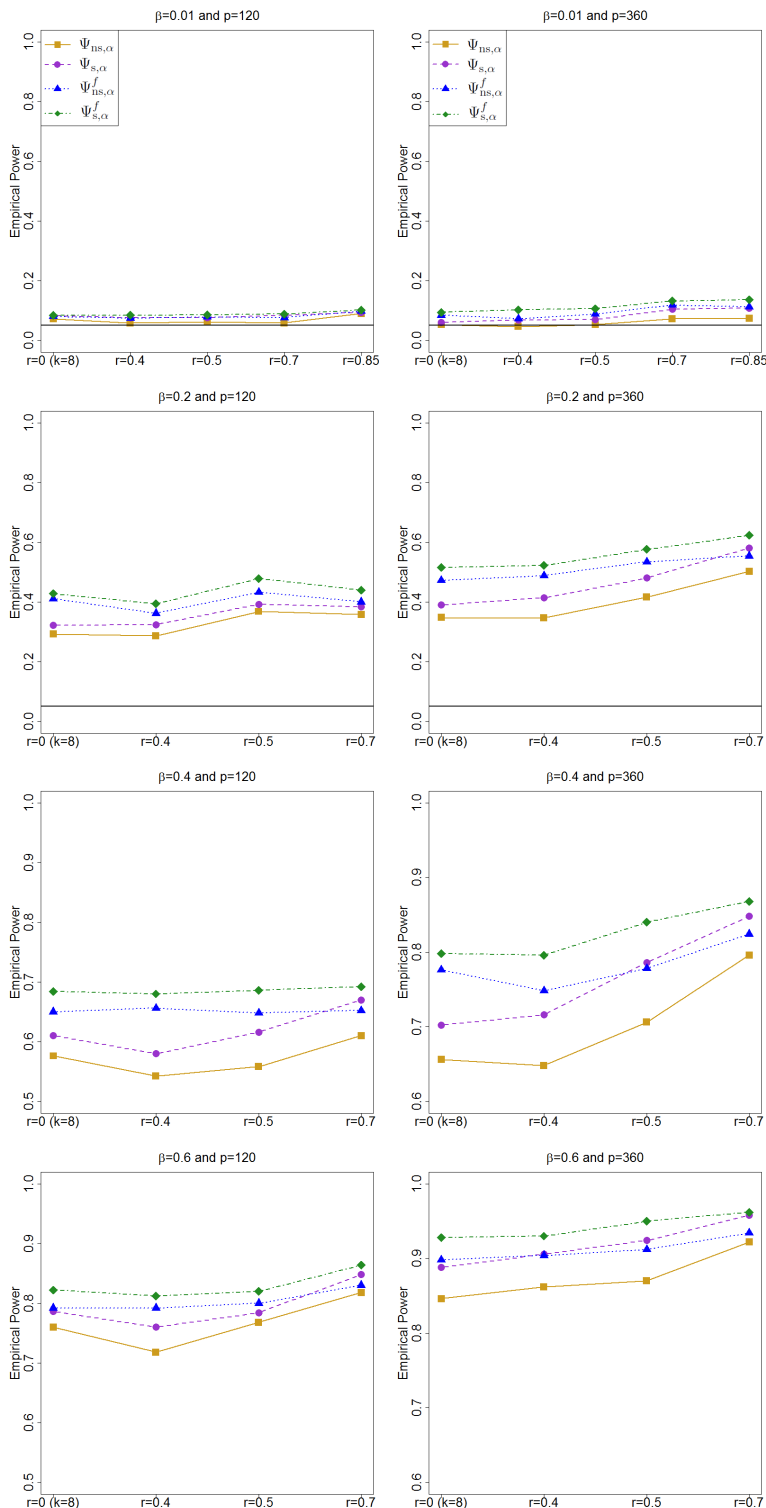 β=0.01 and p=120
Ψns,α
Ψs,α
Ψfns,α
Ψfs,α
Empirical Power
0.0 0.2 0.4 0.6 0.8 1.0
r=0 (k=8) r=0.4 r=0.5 r=0.7 r=0.85
β=0.01 and p=360
Ψns,α
Ψs,α
Ψfns,α
Ψfs,α
Empirical Power
0.0 0.2 0.4 0.6 0.8 1.0
r=0 (k=8) r=0.4 r=0.5 r=0.7 r=0.85
β=0.2 and p=120
Empirical Power
0.0 0.2 0.4 0.6 0.8 1.0
r=0 (k=8) r=0.4 r=0.5 r=0.7
β=0.2 and p=360
Empirical Power
0.0 0.2 0.4 0.6 0.8 1.0
r=0 (k=8) r=0.4 r=0.5 r=0.7
β=0.4 and p=120
Empirical Power
0.5 0.6 0.7 0.8 0.9 1.0
r=0 (k=8) r=0.4 r=0.5 r=0.7
β=0.4 and p=360
Empirical Power
0.6 0.7 0.8 0.9 1.0
r=0 (k=8) r=0.4 r=0.5 r=0.7
β=0.6 and p=120
Empirical Power
0.5 0.6 0.7 0.8 0.9 1.0
r=0 (k=8) r=0.4 r=0.5 r=0.7
β=0.6 and p=360
Empirical Power
0.6 0.7 0.8 0.9 1.0
r=0 (k=8) r=0.4 r=0.5 r=0.7